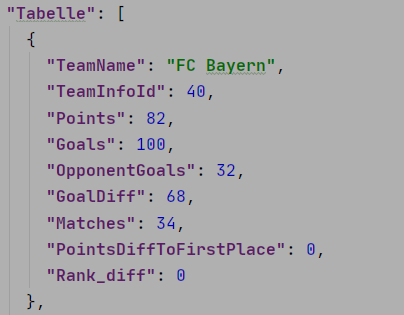 "Tabelle": [
{
"TeamName": "FC Bayern",
"TeamInfoId": 40,
"Points": 82,
"Goals": 100,
"OpponentGoals": 32,
"GoalDiff": 68,
"Matches": 34,
"PointsDiffToFirstPlace": 0,
"Rank_diff": 0
},